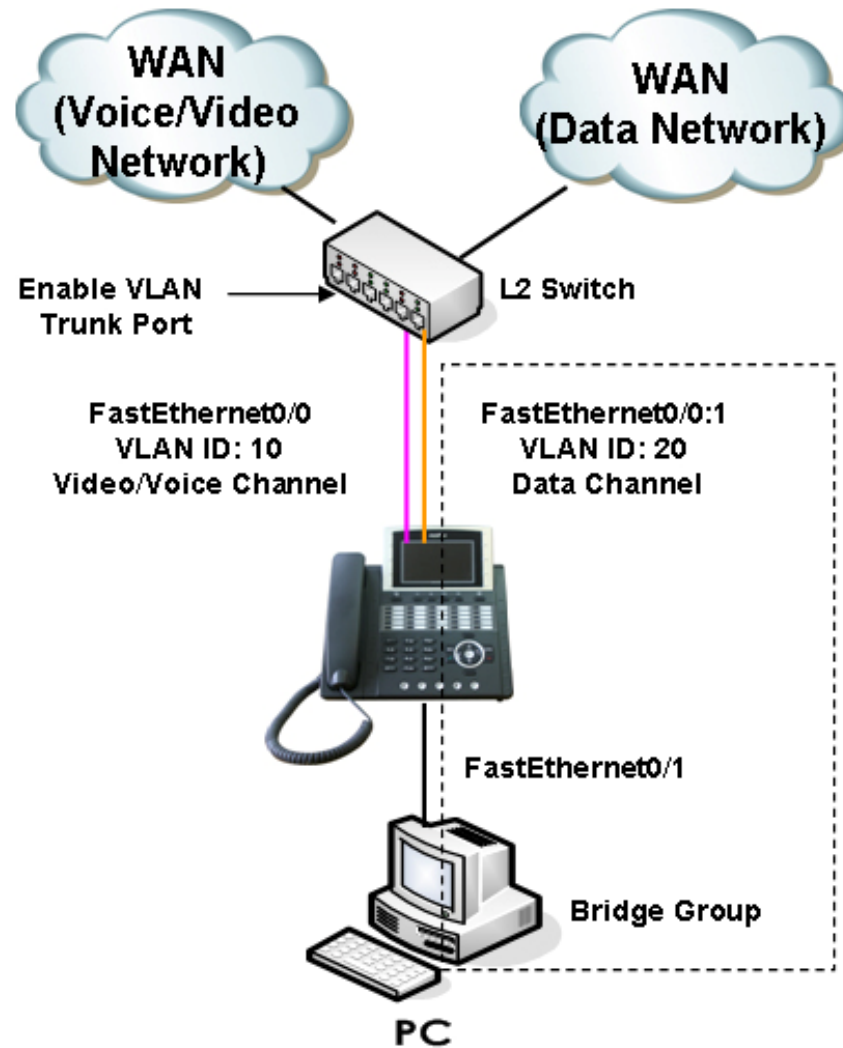 WAN
(Voice/Video
Network)
WAN
(Data Network)
Enable VLAN
Trunk Port
L2 Switch
FastEthernet0/0
VLAN ID: 10
Video/Voice Channel
FastEthernet0/0:1
VLAN ID: 20
Data Channel
FastEthernet0/1
Bridge Group
PC